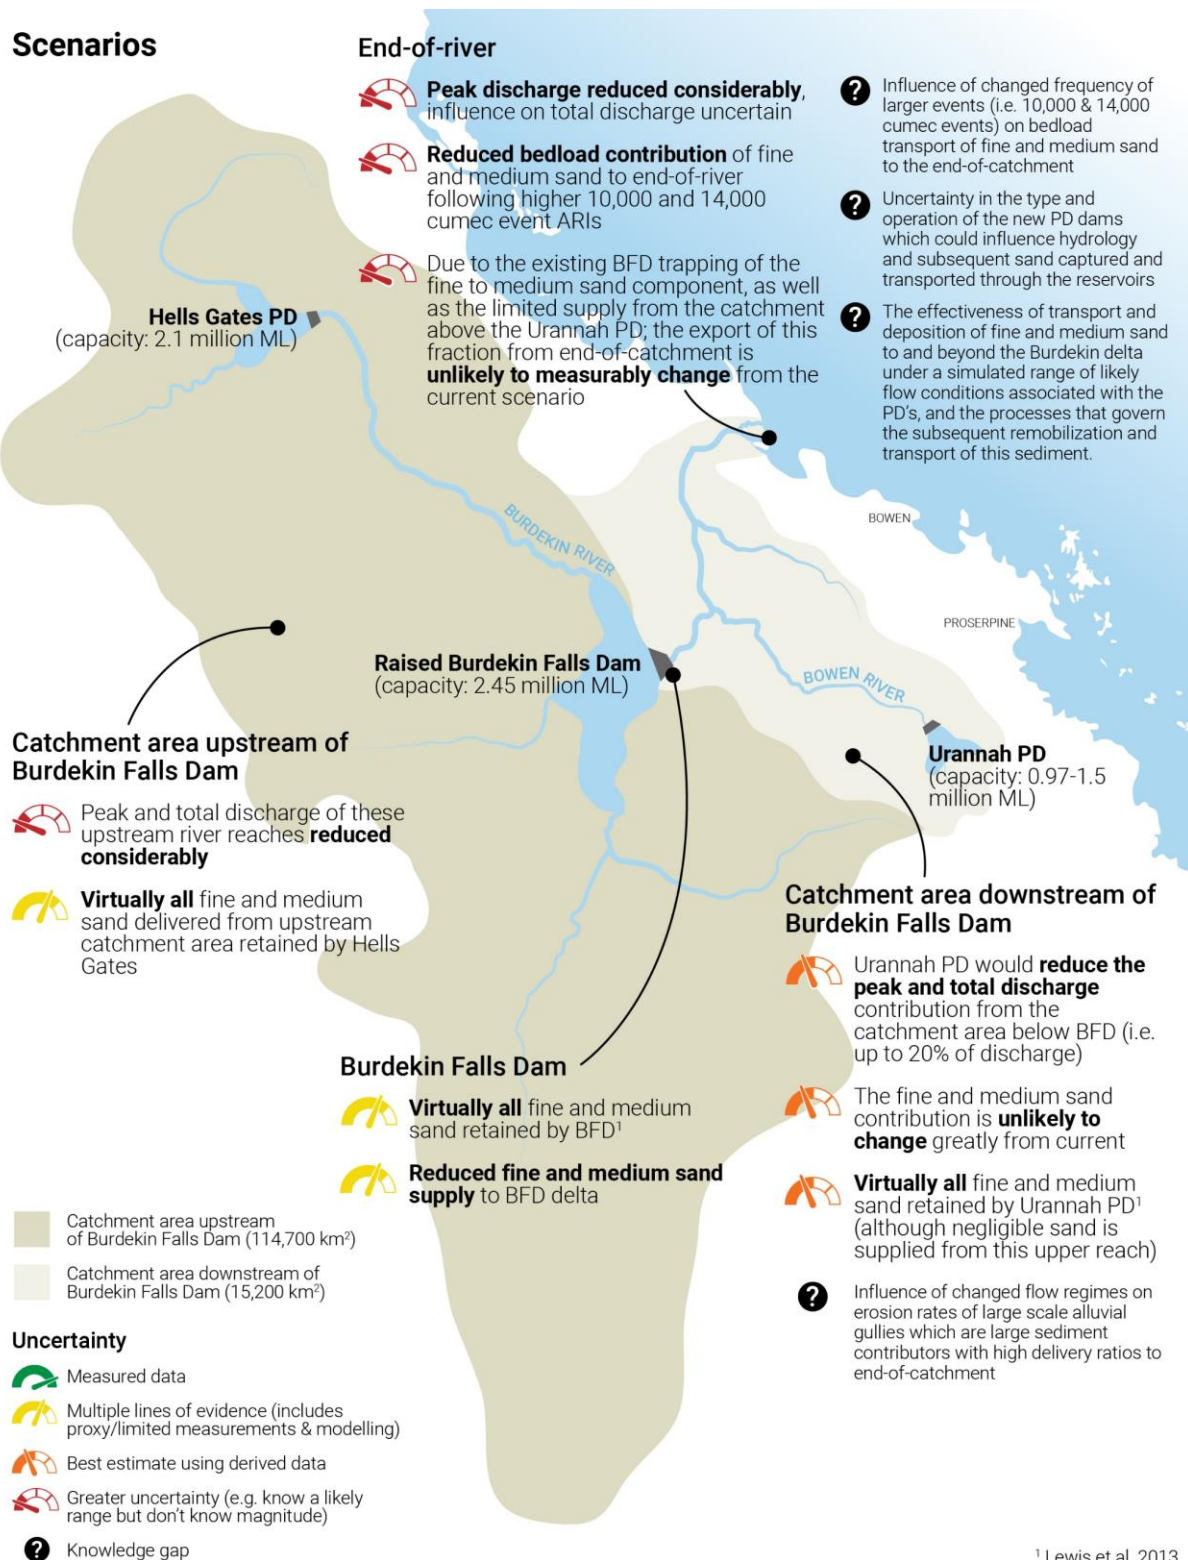 Scenarios
End-of-river
Peak discharge reduced considerably,
influence on total discharge uncertain
Reduced bedload contribution of fine
and medium sand to end-of-river
following higher 10,000 and 14,000
cumec event ARIs
Due to the existing BFD trapping of the
fine to medium sand component, as well
as the limited supply from the catchment
above the Urannah PD; the export of this
fraction from end-of-catchment is
unlikely to measurably change from the
current scenario
? Influence of changed frequency of
larger events (i.e. 10,000 & 14,000
cumec events) on bedload
transport of fine and medium sand
to the end-of-catchment
? Uncertainty in the type and
operation of the new PD dams
which could influence hydrology
and subsequent sand captured and
transported through the reservoirs
? The effectiveness of transport and
deposition of fine and medium sand
to and beyond the Burdekin delta
under a simulated range of likely
flow conditions associated with the
PD's, and the processes that govern
the subsequent remobilization and
transport of this sediment.
Hells Gates PD
(capacity: 2.1 million ML)
BURDEKIN RIVER
BOWEN
PROSERPINE
Raised Burdekin Falls Dam
(capacity: 2.45 million ML)
BOWEN RIVER
Urannah PD
(capacity: 0.97-1.5
million ML)
Catchment area upstream of
Burdekin Falls Dam
Peak and total discharge of these
upstream river reaches reduced
considerably
Virtually all fine and medium
sand delivered from upstream
catchment area retained by Hells
Gates
Burdekin Falls Dam
Virtually all fine and medium
sand retained by BFD¹
Reduced fine and medium sand
supply to BFD delta
Catchment area downstream of
Burdekin Falls Dam
Urannah PD would reduce the
peak and total discharge
contribution from the
catchment area below BFD (i.e.
up to 20% of discharge)
The fine and medium sand
contribution is unlikely to
change greatly from current
Virtually all fine and medium
sand retained by Urannah PD¹
(although negligible sand is
supplied from this upper reach)
? Influence of changed flow regimes on
erosion rates of large scale alluvial
gullies which are large sediment
contributors with high delivery ratios to
end-of-catchment
Catchment area upstream
of Burdekin Falls Dam (114,700 km²)
Catchment area downstream of
Burdekin Falls Dam (15,200 km²)
Uncertainty
Measured data
Multiple lines of evidence (includes
proxy/limited measurements & modelling)
Best estimate using derived data
Greater uncertainty (e.g. know a likely
range but don't know magnitude)
? Knowledge gap
¹ Lewis et al. 2013